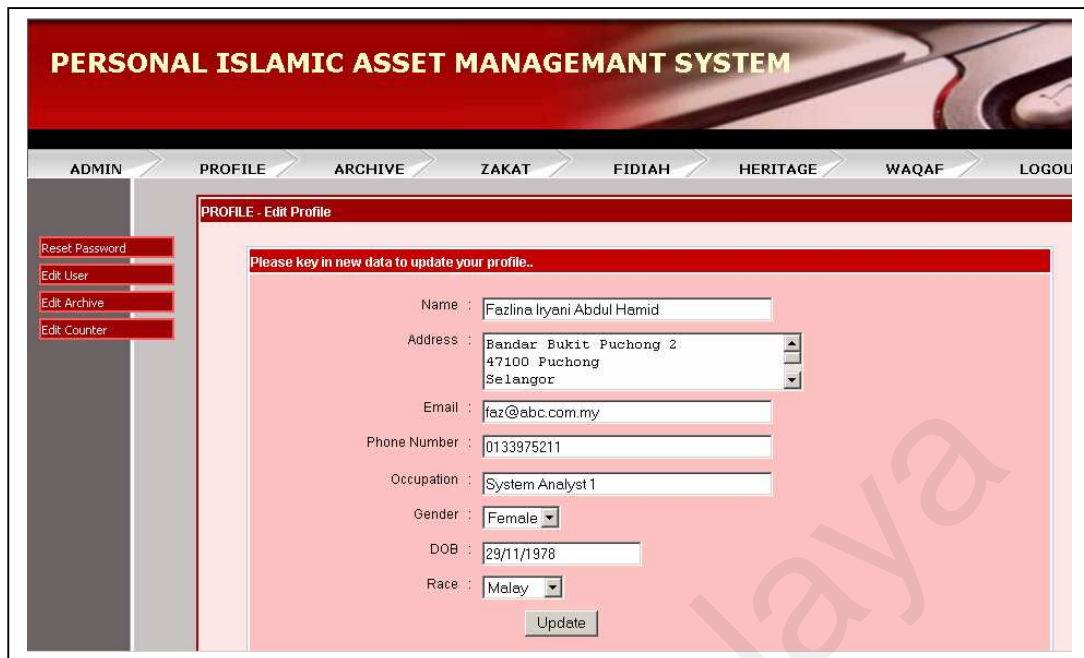 PERSONAL ISLAMIC ASSET MANAGEMANT SYSTEM
ADMIN PROFILE ARCHIVE ZAKAT FIDIAH HERITAGE WAQAF LOGOU
PROFILE - Edit Profile
Reset Password
Edit User
Edit Archive
Edit Counter
Please key in new data to update your profile..
Name : Fazlina Iryani Abdul Hamid
Address : Bandar Bukit Puchong 2
47100 Puchong
Selangor
Email : faz@abc.com.my
Phone Number : 0133975211
Occupation : System Analyst 1
Gender : Female
DOB : 29/11/1978
Race : Malay
Update
laya